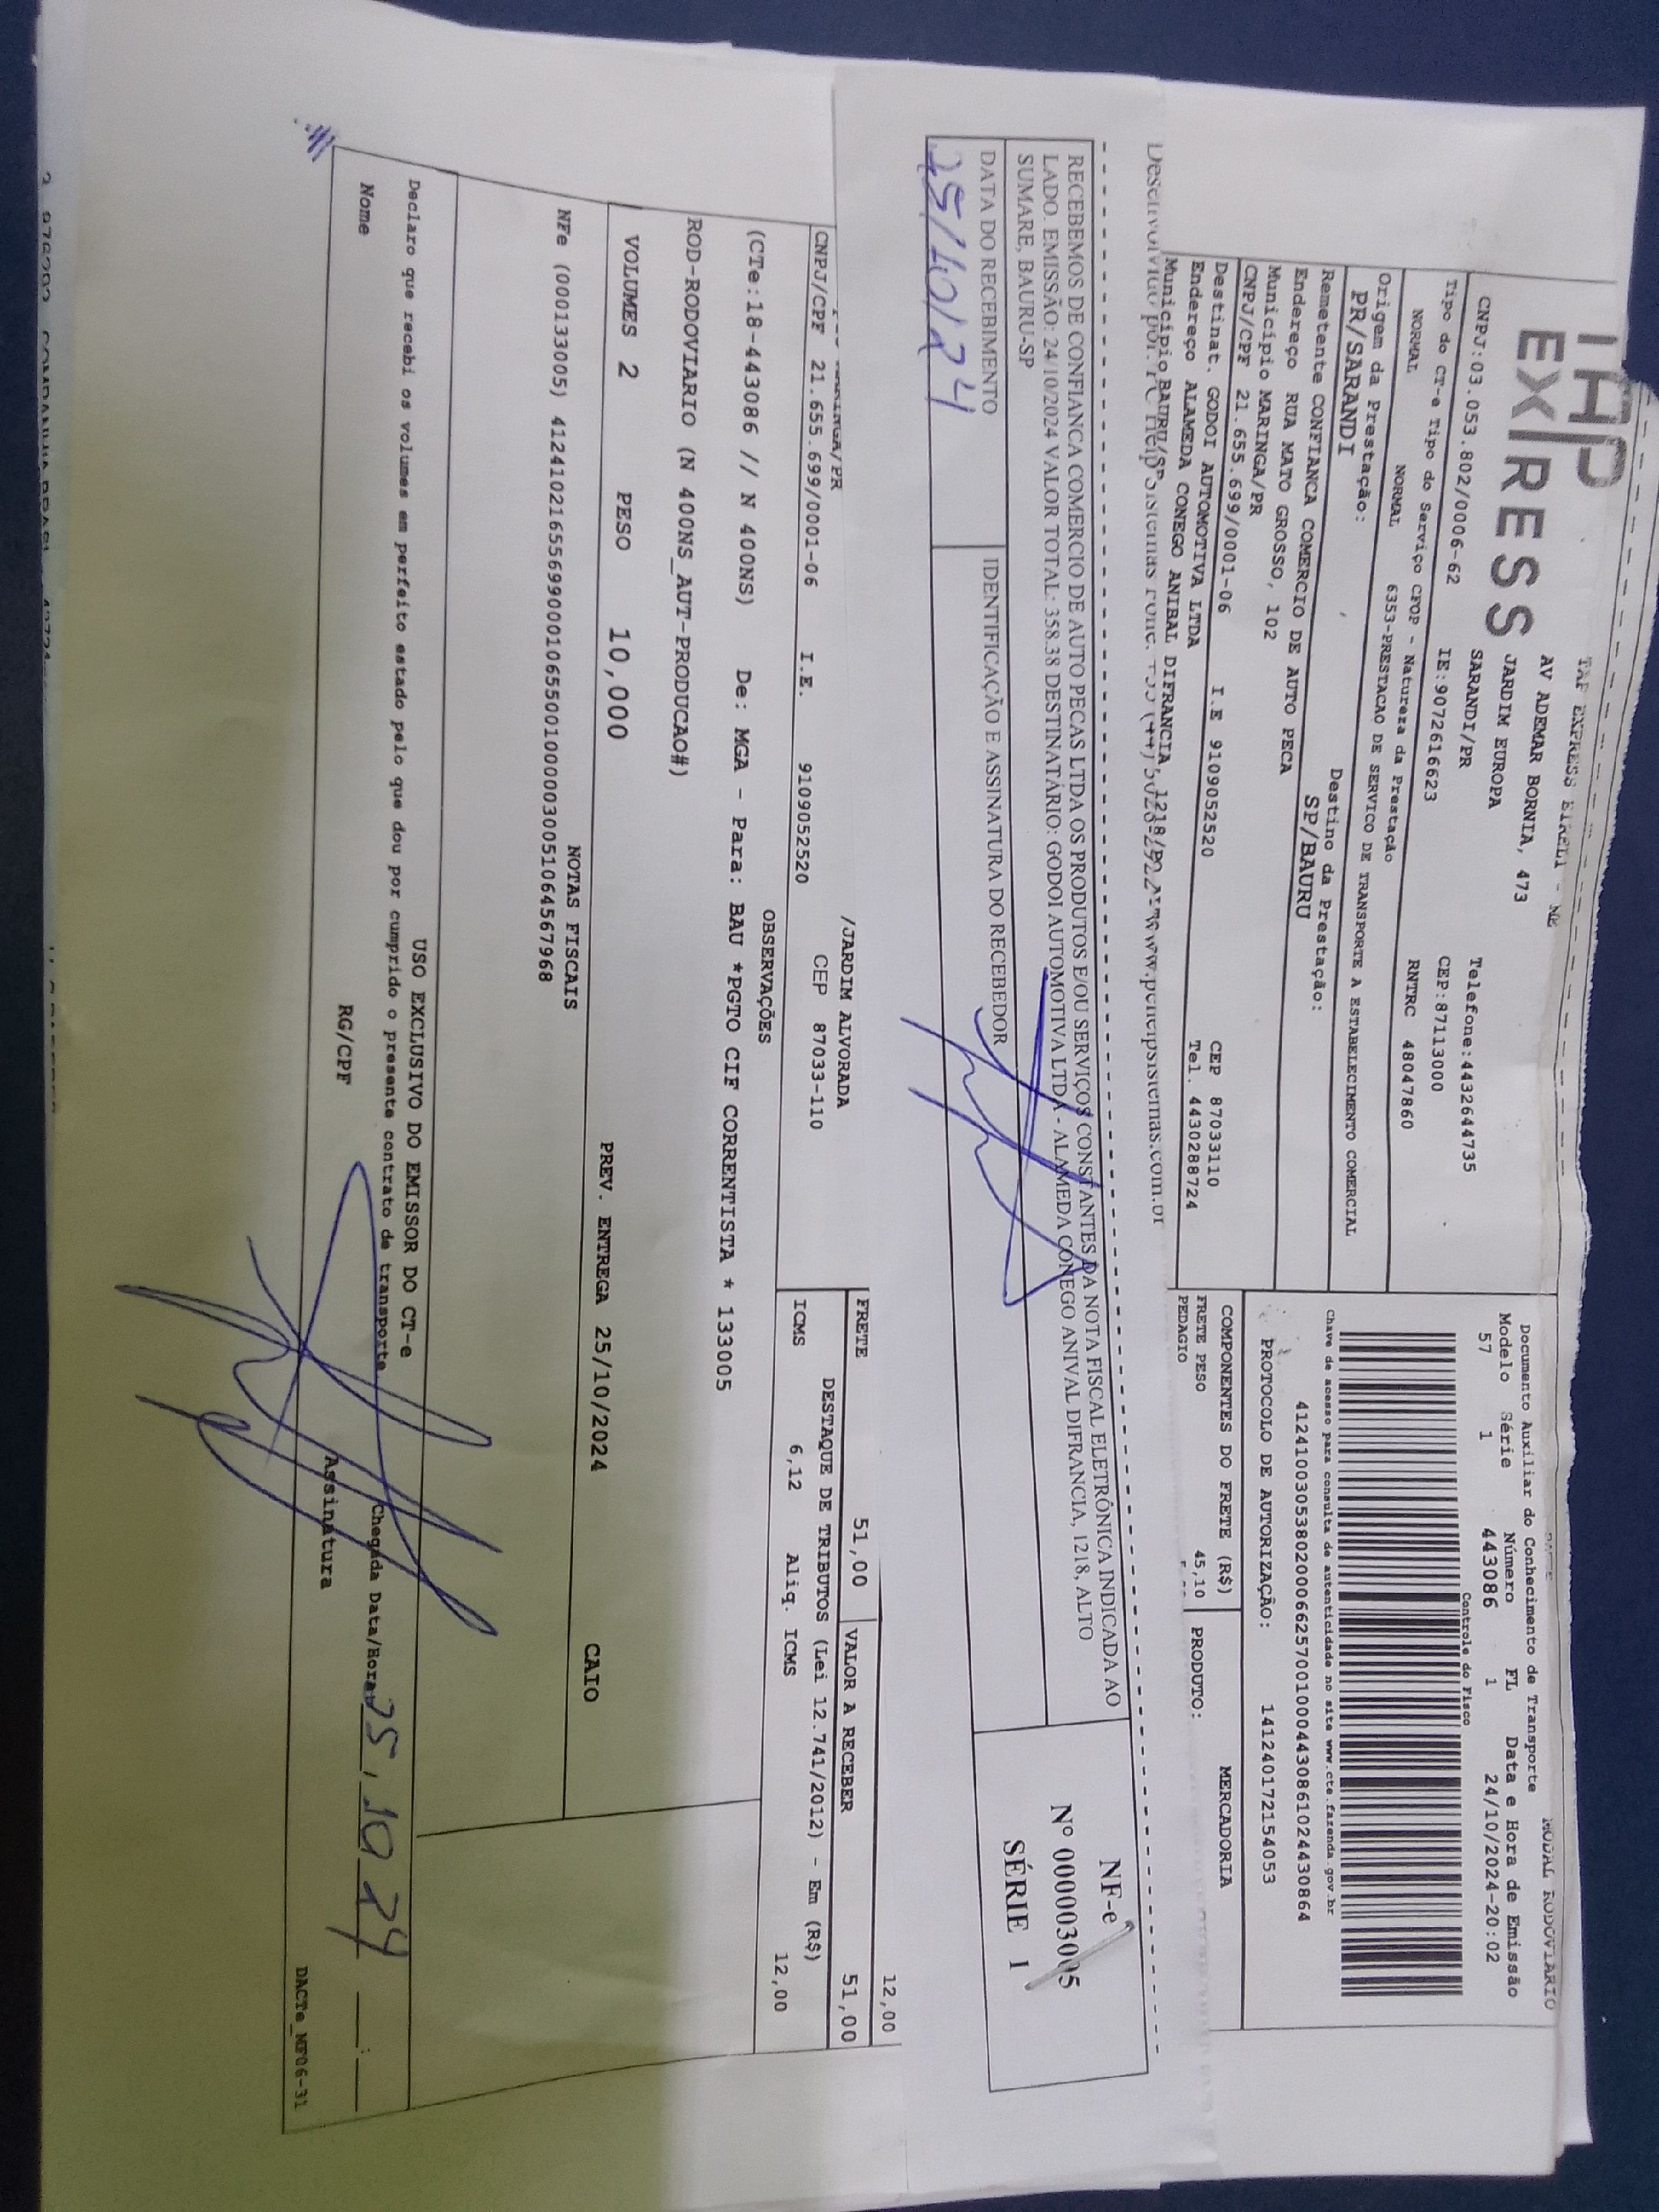 EX/RESS
CNPJ:03.053.802/0006-62
AV ADEMAR BORNIA, 473
JARDIM EUROPA
SARANDI/PR
IE:9072616623
Telefone:4432644735
CEP:87113000
RNTRC 48047860
Tipo do CT-e Tipo do Serviço CFOP - Natureza da Prestação
NORMAL NORMAL 6353-PRESTACAO DE SERVICO DE TRANSPORTE A ESTABELECIMENTO COMERCIAL
Origem da Prestação: Destino da Prestação:
PR/SARANDI SP/BAURU
Remetente CONFIANCA COMERCIO DE AUTO PECA
Endereço RUA MATO GROSSO, 102
Município MARINGA/PR
CNPJ/CPF 21.655.699/0001-06 I.E 9109052520 CEP 87033110
Destinat. GODOI AUTOMOTIVA LTDA Tel. 4430288724
Endereço ALAMEDA CONEGO ANIBAL DIFRANCIA, 1218/
Município BAURU/SP
MODAL RODOVIARIO
Documento Auxiliar do Conhecimento de Transporte
Modelo Série Número FL Data e Hora de Emissão
57 1 443086 1 24/10/2024-20:02
Controle do Fisco
Chave de acesso para consulta de autenticidade no site www.cte.fazenda.gov.br
41241003053802000662570010004430861024430864
PROTOCOLO DE AUTORIZAÇÃO: 141240172154053
COMPONENTES DO FRETE (R$) MERCADORIA
FRETE PESO 45,10 PRODUTO:
PEDAGIO
RECEBEMOS DE CONFIANCA COMERCIO DE AUTO PECAS LTDA OS PRODUTOS E/OU SERVIÇOS CONSTANTES DA NOTA FISCAL ELETRÔNICA INDICADA AO
LADO. EMISSÃO: 24/10/2024 VALOR TOTAL: 358.38 DESTINATÁRIO: GODOI AUTOMOTIVA LTDA - ALAMEDA CONEGO ANIVAL DIFRANCIA, 1218, ALTO
SUMARE, BAURU-SP
DATA DO RECEBIMENTO IDENTIFICAÇÃO E ASSINATURA DO RECEBEDOR
25/10/24
NF-e
Nº 000003005
SÉRIE 1
12,00
/JARDIM ALVORADA
FRETE 51,00 VALOR A RECEBER 51,00
CNPJ/CPF 21.655.699/0001-06 I.E. 9109052520 CEP 87033-110
DESTAQUE DE TRIBUTOS (Lei 12.741/2012) - Em (R$)
ICMS 6,12 Aliq. ICMS 12,00
OBSERVAÇÕES
(CTe:18-443086 // N 400NS) De: MGA - Para: BAU *PGTO CIF CORRENTISTA * 133005
ROD-RODOVIARIO (N 400NS_AUT-PRODUCAO#)
VOLUMES 2 PESO 10,000 PREV. ENTREGA 25/10/2024 CAIO
NOTAS FISCAIS
NFe (000133005) 41241021655699000106550010000030051064567968
USO EXCLUSIVO DO EMISSOR DO CT-e
Declaro que recebi os volumes em perfeito estado pelo que dou por cumprido o presente contrato de transporte.
Chegada Data/Hora: 25, 10 24
Nome RG/CPF Assinatura
DACTe_MF06-31